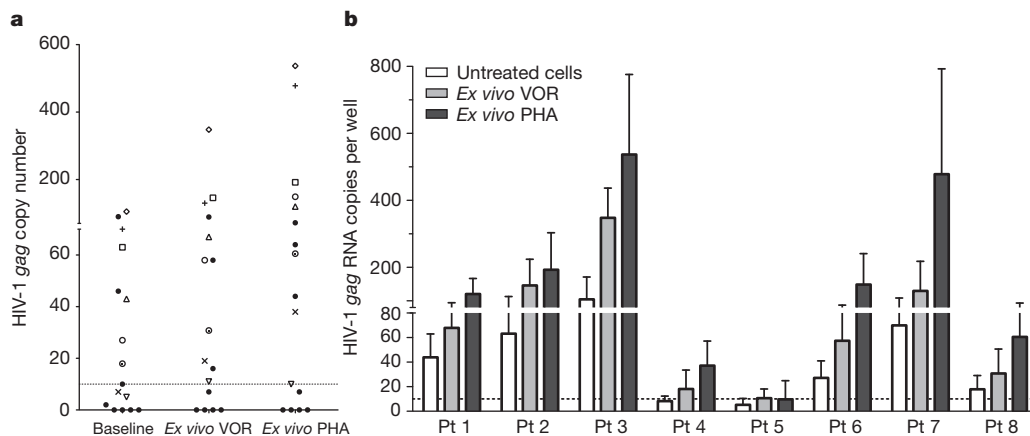 a
HIV-1 gag copy number
600
400
200
60
40
20
0
Baseline Ex vivo VOR Ex vivo PHA
b
HIV-1 gag RNA copies per well
800
600
400
200
80
60
40
20
0
Untreated cells
Ex vivo VOR
Ex vivo PHA
Pt 1 Pt 2 Pt 3 Pt 4 Pt 5 Pt 6 Pt 7 Pt 8